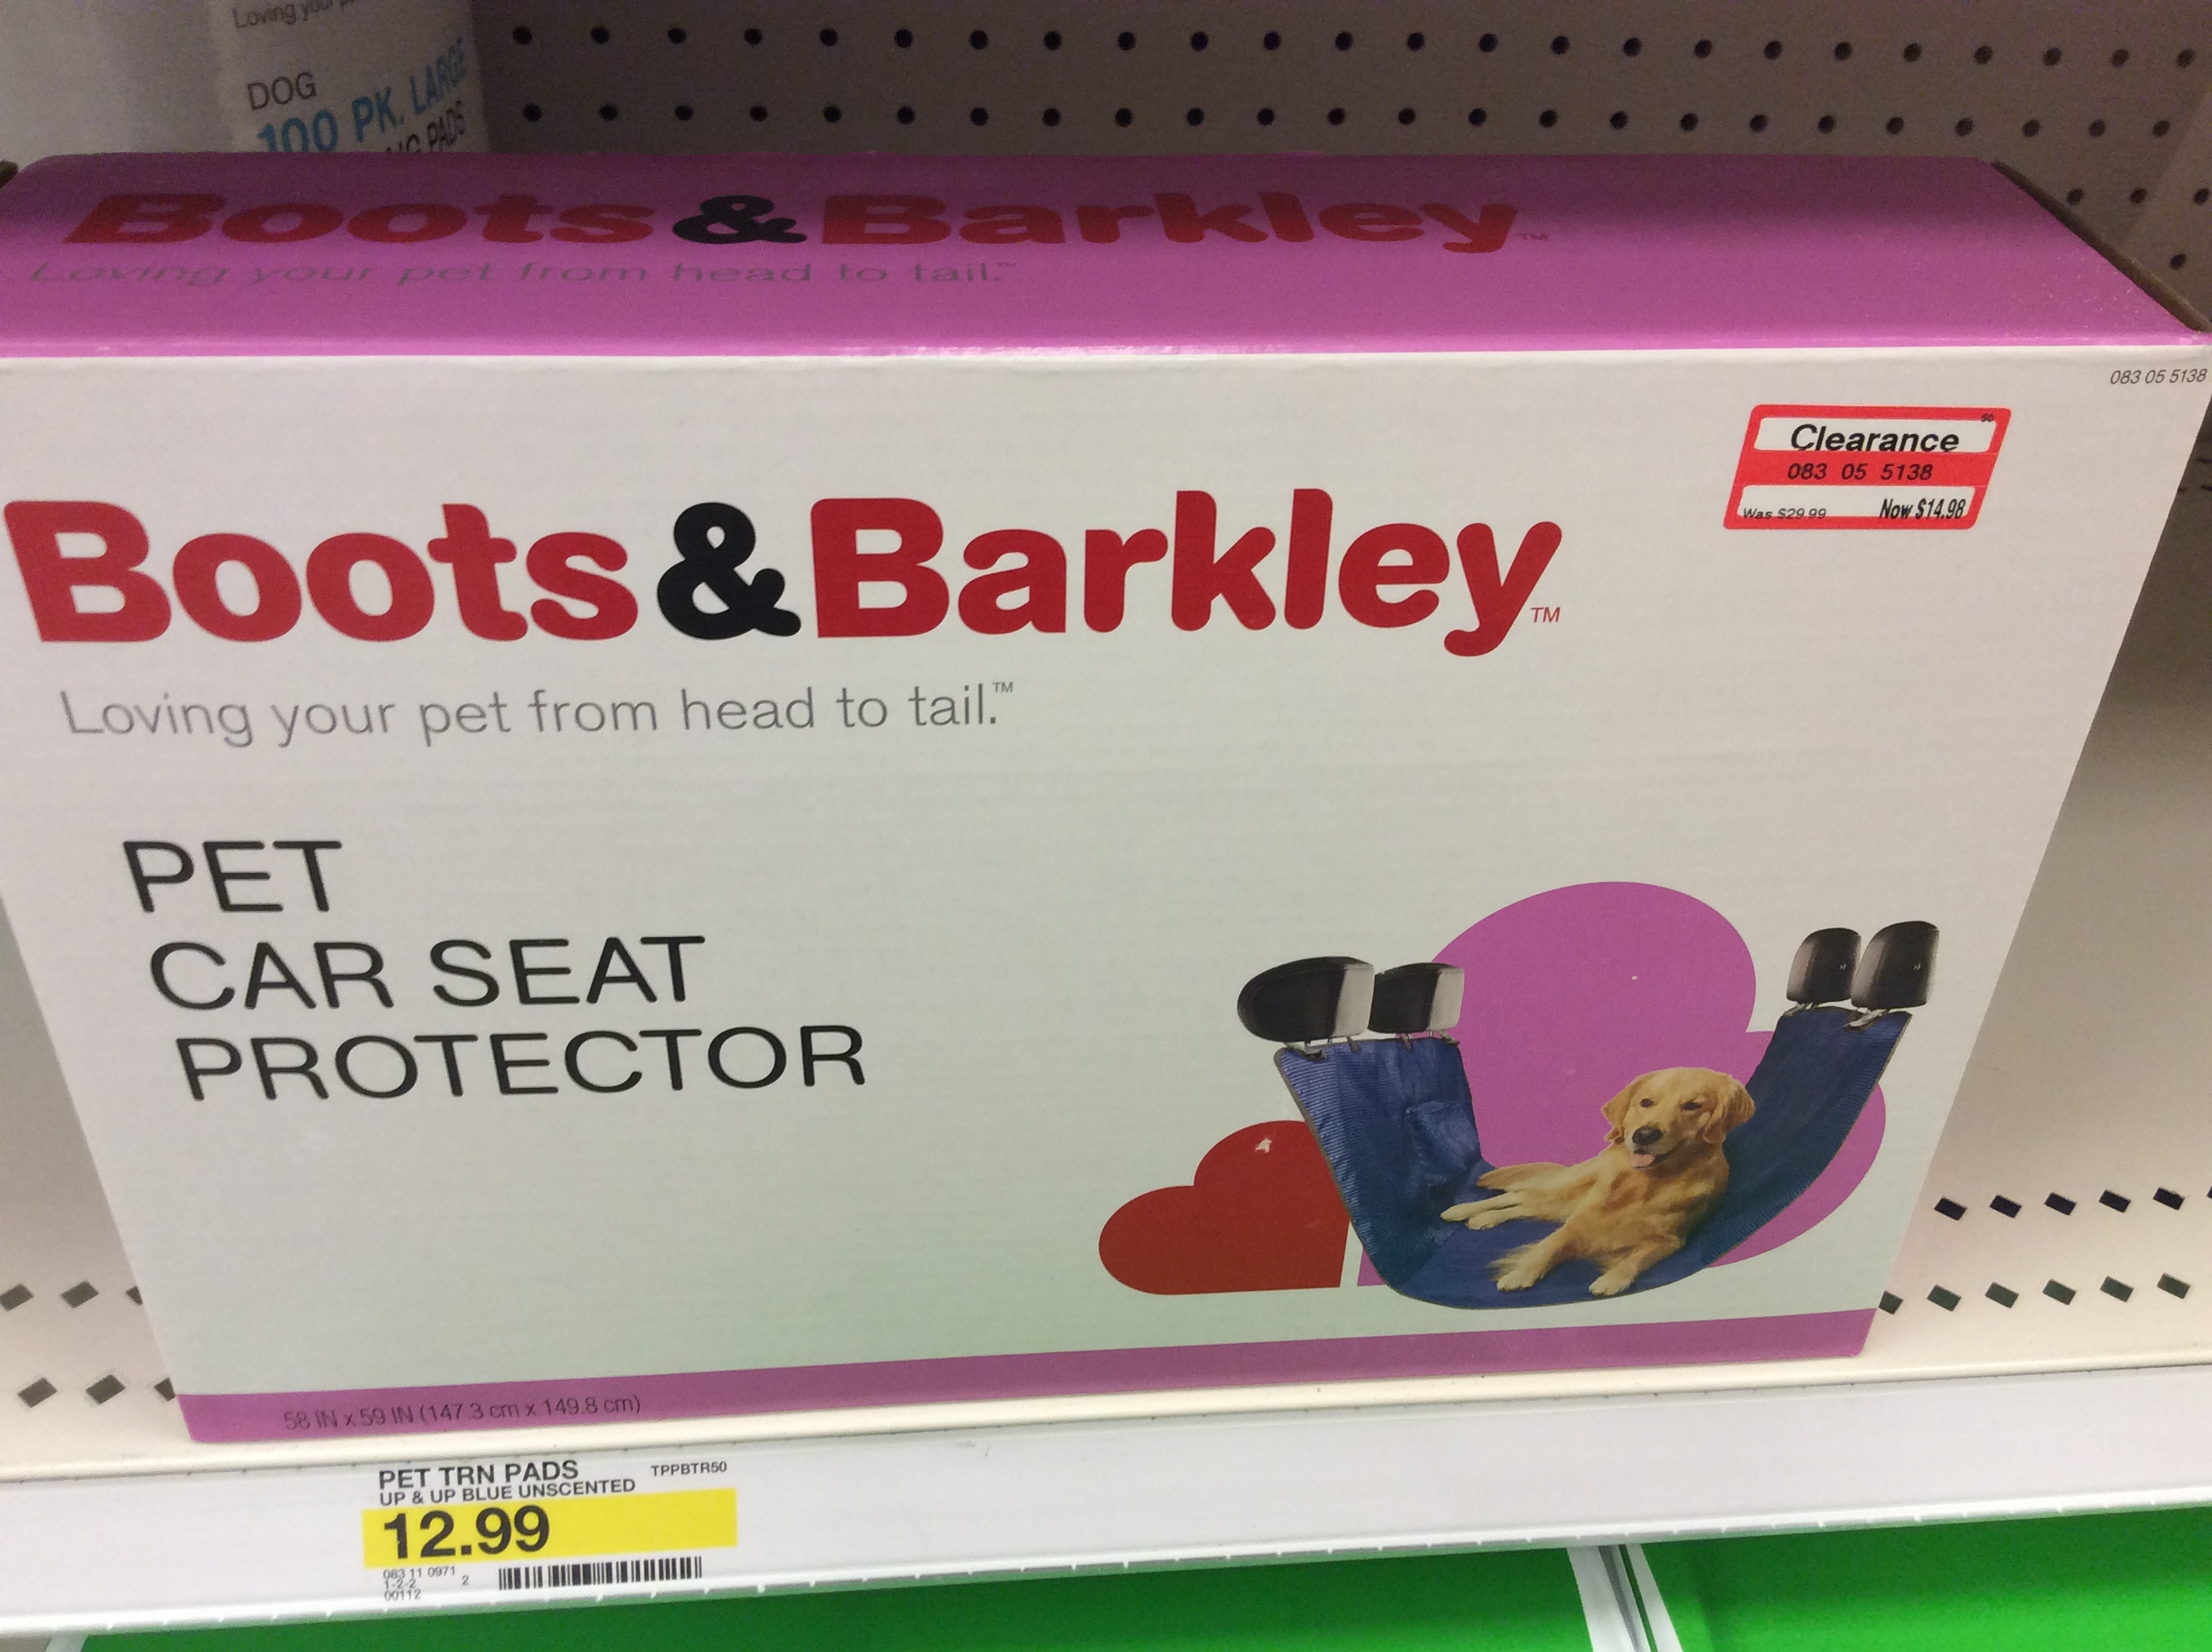 Loving your
DOG
100 PK. LARGE
PADS
Boots&Barkley™
Loving your pet from head to tail.™
083 05 5138
50
Clearance
083 05 5138
Was $29.99 Now $14.98
Boots&Barkley™
Loving your pet from head to tail.™
PET
CAR SEAT
PROTECTOR
58 IN x 59 IN (147.3 cm x 149.8 cm)
PET TRN PADS TPPBTR50
UP & UP BLUE UNSCENTED
12.99
083 11 0971 2
1-2-2
00112